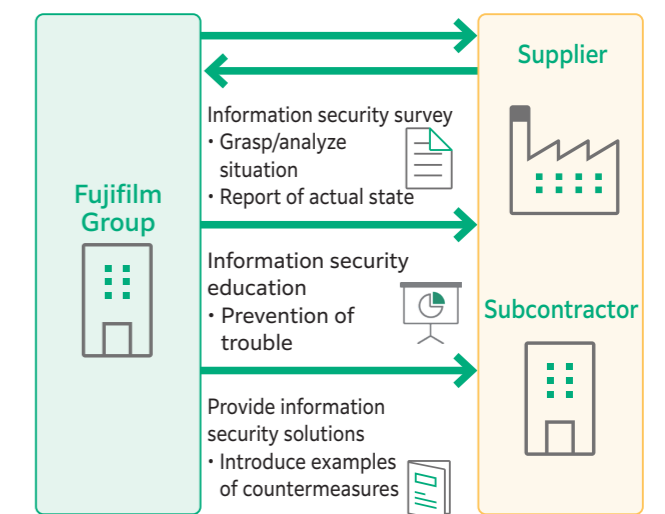 Fujifilm
Group
Information security survey
・Grasp/analyze
situation
・Report of actual state
Information security
education
・Prevention of
trouble
Provide information
security solutions
・Introduce examples
of countermeasures
Supplier
Subcontractor